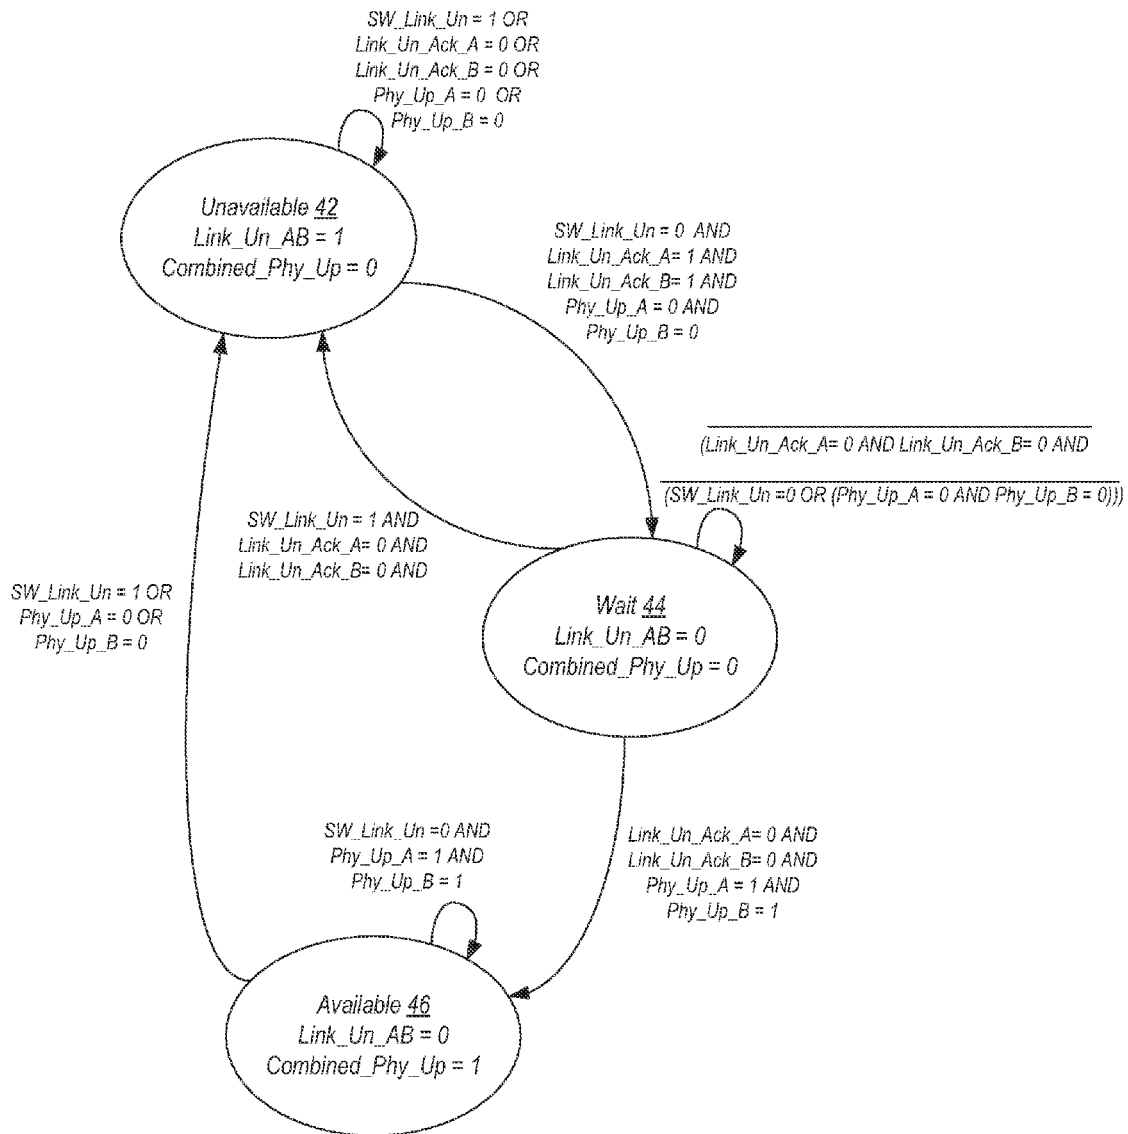 SW_Link_Un = 1 OR
Link_Un_Ack_A = 0 OR
Link_Un_Ack_B = 0 OR
Phy_Up_A = 0 OR
Phy_Up_B = 0
Unavailable 42
Link_Un_AB = 1
Combined_Phy_Up = 0
SW_Link_Un = 0 AND
Link_Un_Ack_A= 1 AND
Link_Un_Ack_B= 1 AND
Phy_Up_A = 0 AND
Phy_Up_B = 0
(Link_Un_Ack_A= 0 AND Link_Un_Ack_B= 0 AND
(SW_Link_Un =0 OR (Phy_Up_A = 0 AND Phy_Up_B = 0)))
SW_Link_Un = 1 AND
Link_Un_Ack_A= 0 AND
Link_Un_Ack_B= 0 AND
SW_Link_Un = 1 OR
Phy_Up_A = 0 OR
Phy_Up_B = 0
Wait 44
Link_Un_AB = 0
Combined_Phy_Up = 0
SW_Link_Un =0 AND
Phy_Up_A = 1 AND
Phy_Up_B = 1
Link_Un_Ack_A= 0 AND
Link_Un_Ack_B= 0 AND
Phy_Up_A = 1 AND
Phy_Up_B = 1
Available 46
Link_Un_AB = 0
Combined_Phy_Up = 1